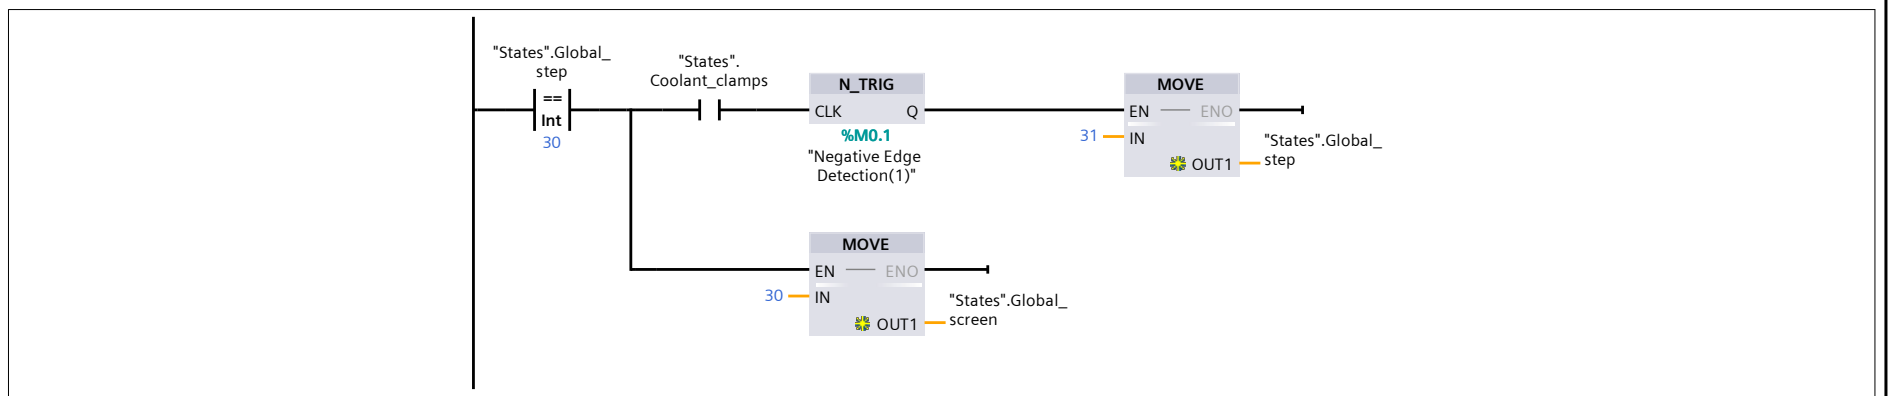 "States".Global_
step
==
Int
30
"States".
Coolant_clamps
N_TRIG
CLK Q
%M0.1
"Negative Edge
Detection(1)"
MOVE
EN ENO
31 IN
OUT1
"States".Global_
step
MOVE
EN ENO
30 IN
OUT1
"States".Global_
screen